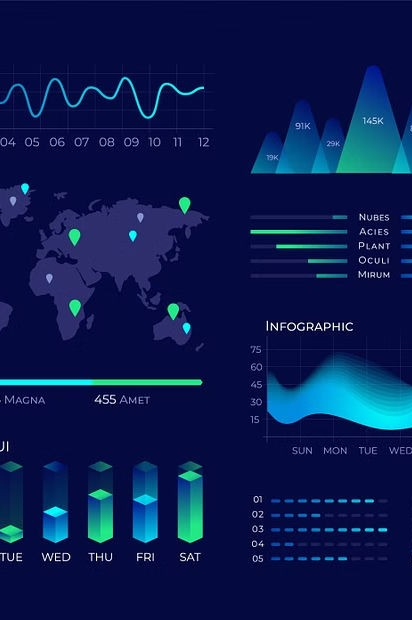 04 05 06 07 08 09 10 11 12
19K
91K
29K
145K
NUBES
ACIES
PLANT
OCULI
MIRUM
MAGNA
455 AMET
INFOGRAPHIC
75
60
45
30
15
SUN MON TUE WED
UI
TUE WED THU FRI SAT
01
02
03
04
05